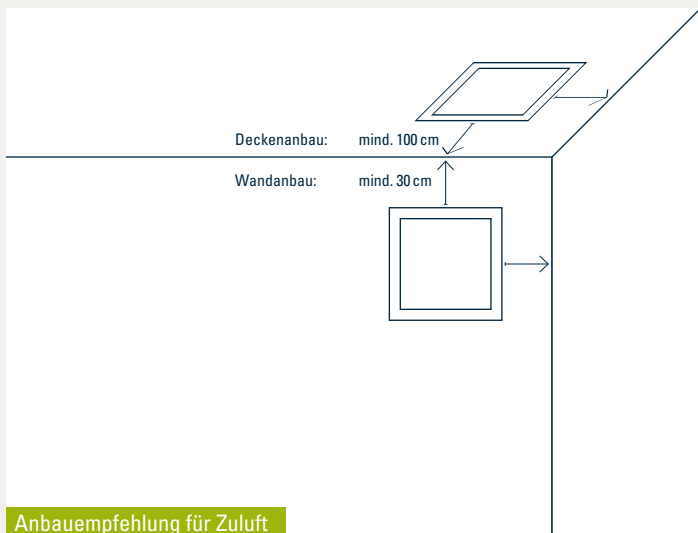 Deckenanbau: mind. 100 cm
Wandanbau: mind. 30 cm
Anbauempfehlung für Zuluft